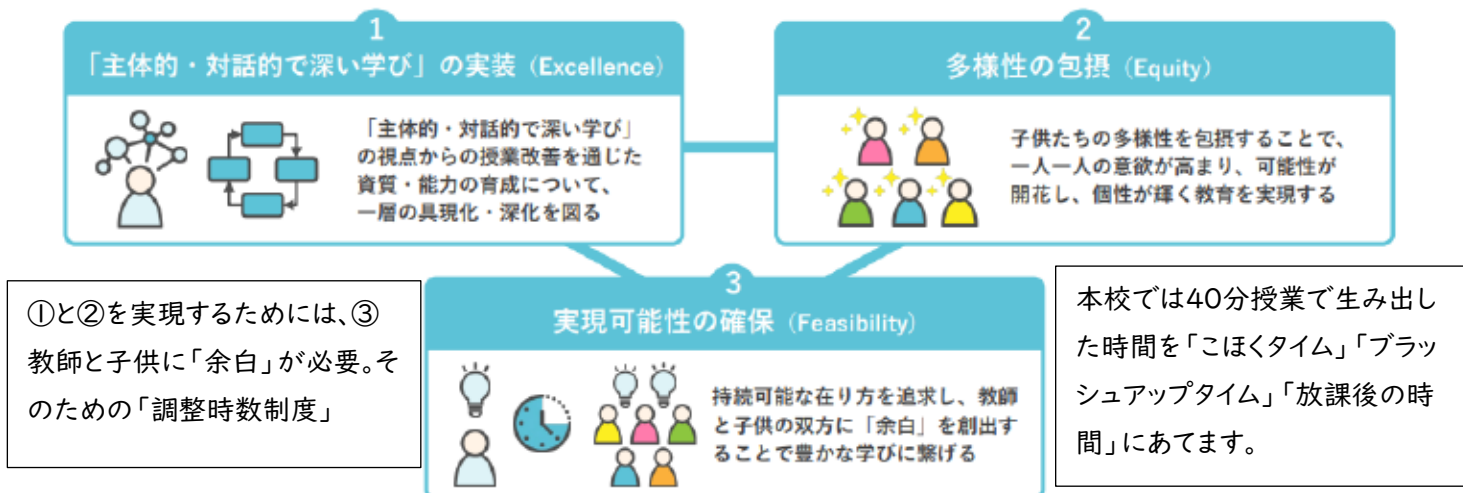 1
「主体的・対話的で深い学び」の実装（Excellence）
「主体的・対話的で深い学び」
の視点からの授業改善を通じた
資質・能力の育成について、
一層の具現化・深化を図る
2
多様性の包摂（Equity）
子供たちの多様性を包摂することで、
一人一人の意欲が高まり、可能性が
開花し、個性が輝く教育を実現する
①と②を実現するためには、③
教師と子供に「余白」が必要。そ
のための「調整時数制度」
3
実現可能性の確保（Feasibility）
持続可能な在り方を追求し、教師
と子供の双方に「余白」を創出す
ることで豊かな学びに繋げる
本校では40分授業で生み出し
た時間を「こほくタイム」「ブラッ
シュアップタイム」「放課後の時
間」にあてます。